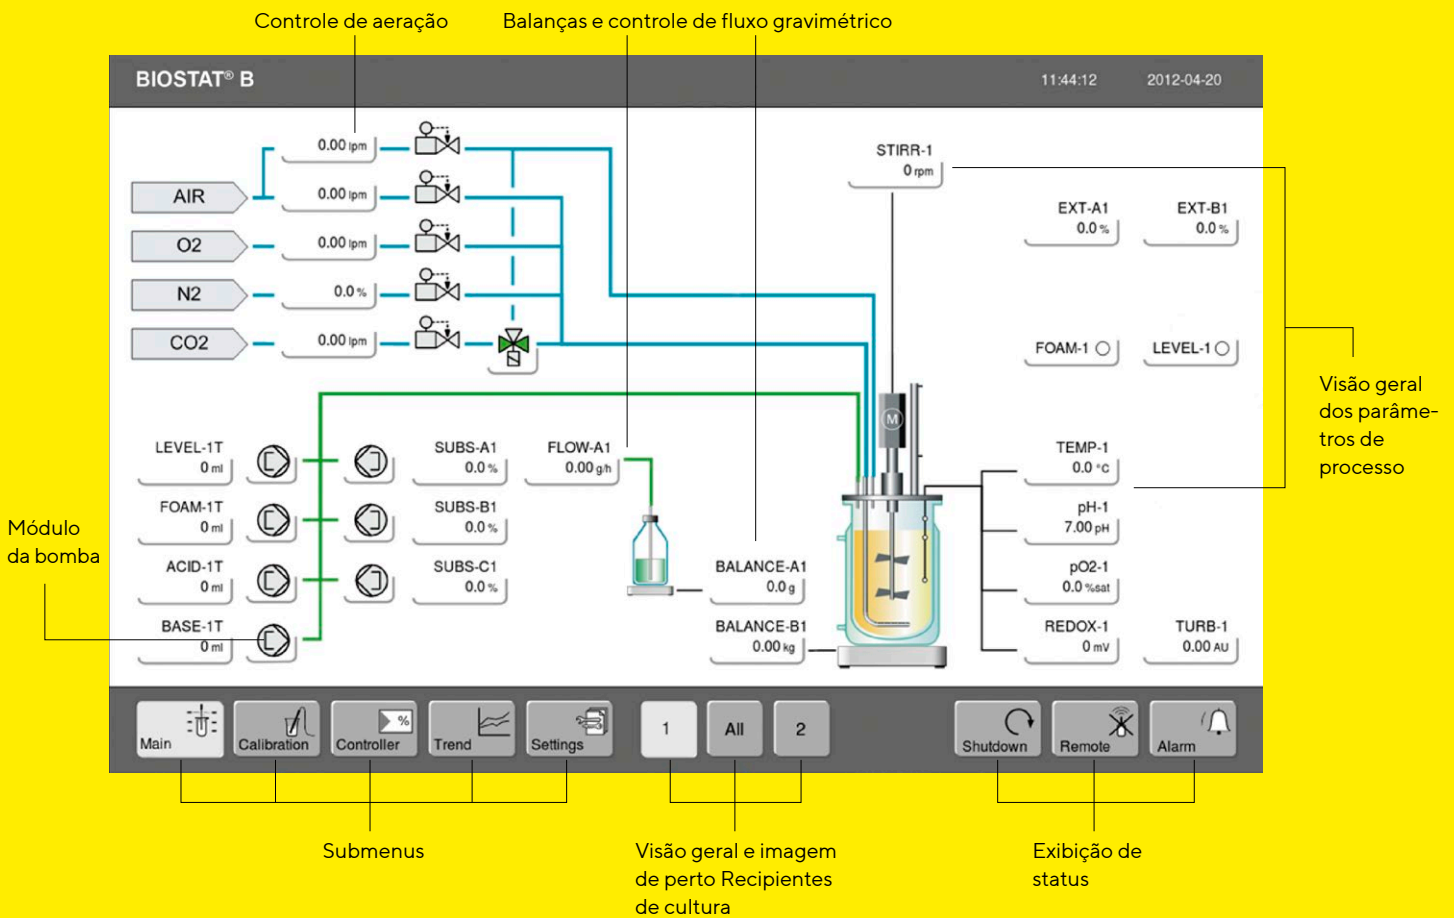 Controle de aeração
Balanças e controle de fluxo gravimétrico
BIOSTAT® B
11:44:12
2012-04-20
0.00 lpm
AIR
0.00 lpm
O2
0.00 lpm
N2
0.0 %
CO2
0.00 lpm
STIRR-1
0 rpm
EXT-A1
0.0 %
EXT-B1
0.0 %
FOAM-1
LEVEL-1
Visão geral
dos parâme-
tros de
processo
LEVEL-1T
0 ml
SUBS-A1
0.0 %
FLOW-A1
0.00 g/h
M
TEMP-1
0.0 °C
FOAM-1T
0 ml
SUBS-B1
0.0 %
pH-1
7.00 pH
Módulo
da bomba
ACID-1T
0 ml
SUBS-C1
0.0 %
BALANCE-A1
0.0 g
pO2-1
0.0 %sat
BASE-1T
0 ml
BALANCE-B1
0.00 kg
REDOX-1
0 mV
TURB-1
0.00 AU
Main
Calibration
%
Controller
Trend
Settings
1
All
2
Shutdown
Remote
Alarm
Submenus
Visão geral e imagem
de perto Recipientes
de cultura
Exibição de
status